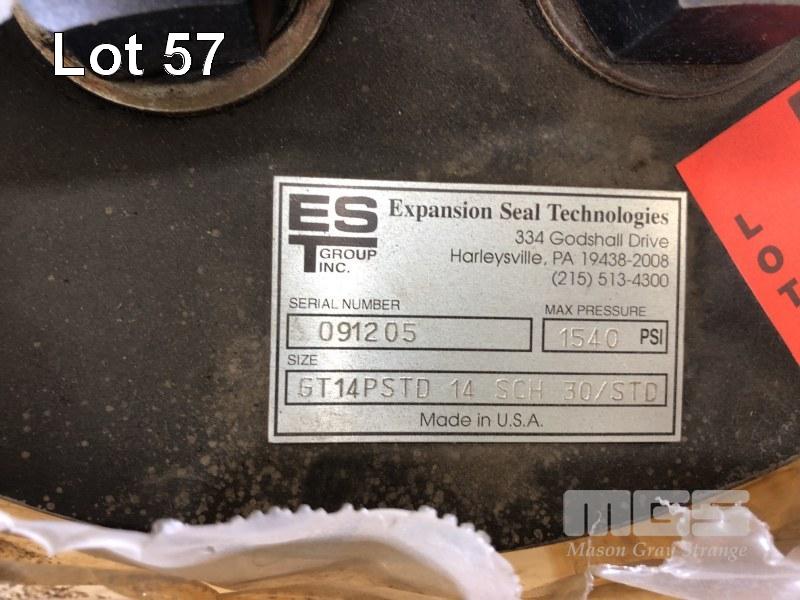 Lot 57
EST GROUP INC.
Expansion Seal Technologies
334 Godshall Drive
Harleysville, PA 19438-2008
(215) 513-4300
SERIAL NUMBER
091205
MAX PRESSURE
1540 PSI
SIZE
GT14PSTD 14 SCH 30/STD
Made in U.S.A.
LOT
MGS
Mason Gray Strange